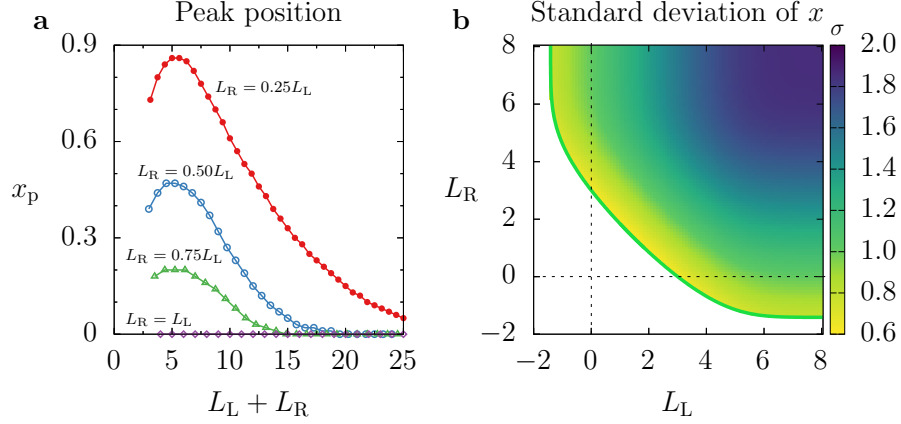 a Peak position
0.9
0.6
0.3
0
x_p
L_R = 0.25L_L
L_R = 0.50L_L
L_R = 0.75L_L
L_R = L_L
0 5 10 15 20 25
L_L + L_R
b Standard deviation of x
8
6
4
2
0
−2
L_R
−2 0 2 4 6 8
L_L
σ
2.0
1.8
1.6
1.4
1.2
1.0
0.8
0.6